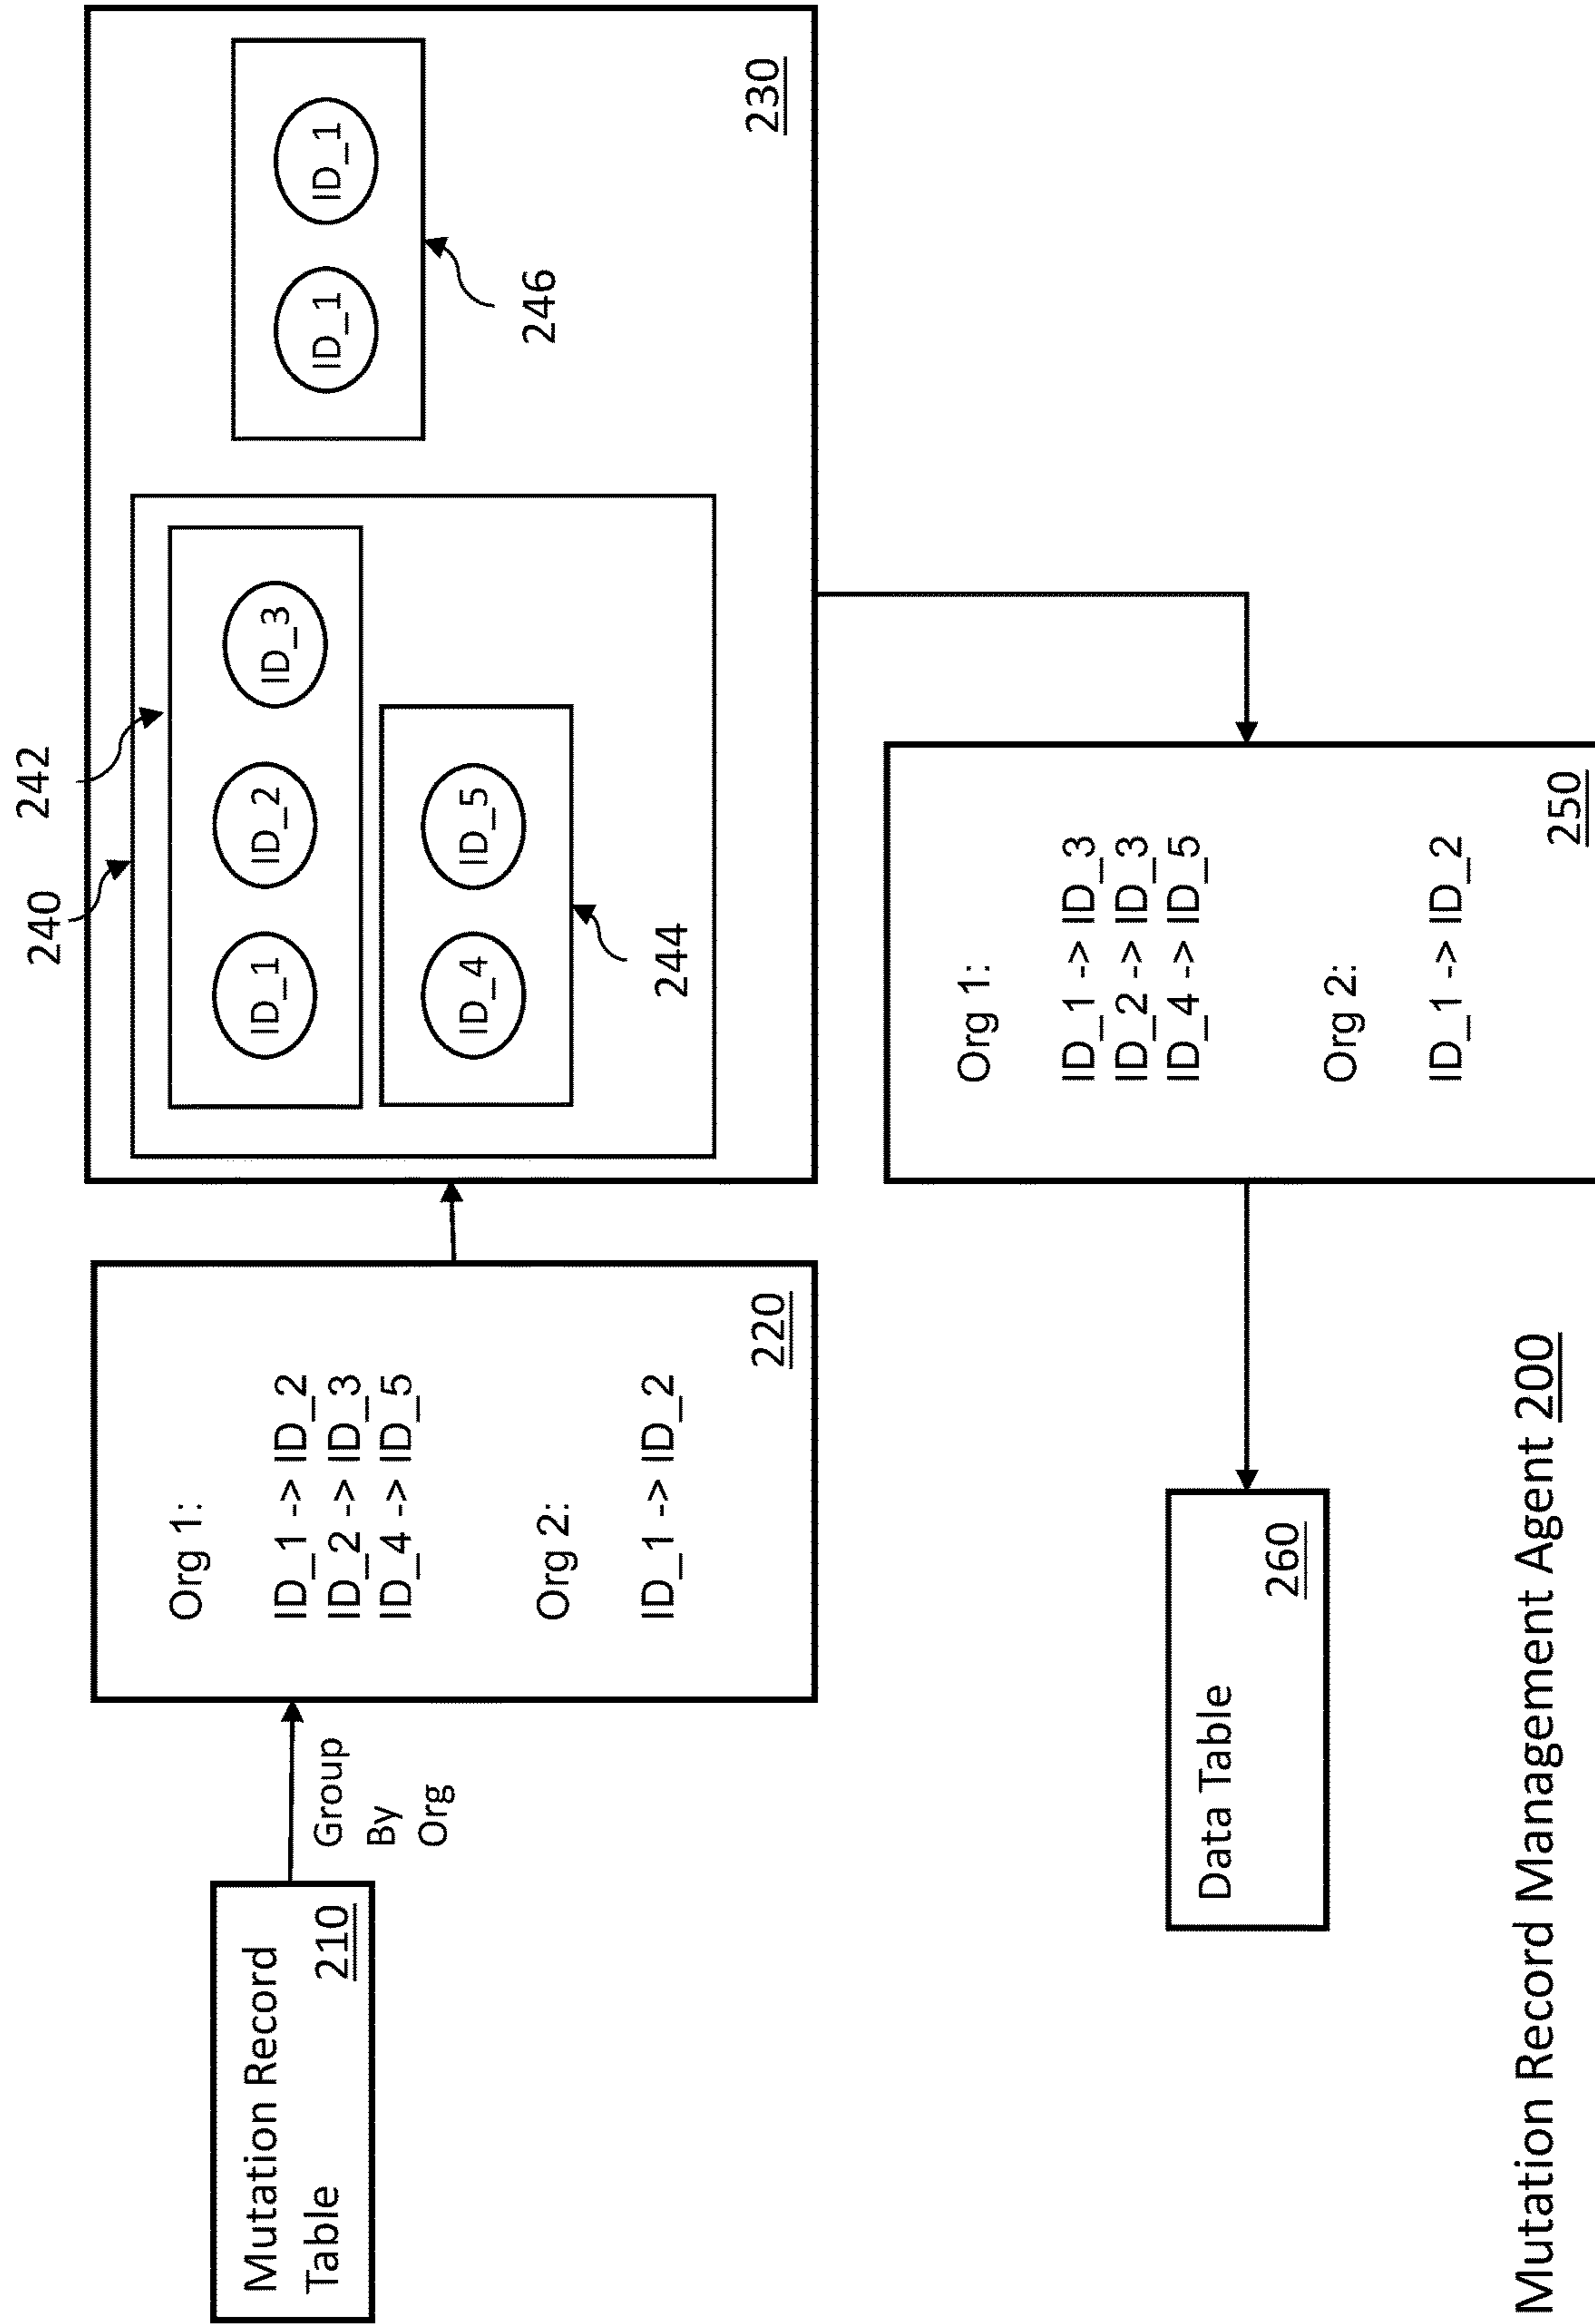 Mutation Record
Table
210
Group
By
Org
Org 1:
ID_1 -> ID_2
ID_2 -> ID_3
ID_4 -> ID_5
Org 2:
ID_1 -> ID_2
220
240
242
ID_1
ID_2
ID_3
ID_4
ID_5
244
ID_1
ID_1
246
230
Data Table
260
Org 1:
ID_1 -> ID_3
ID_2 -> ID_3
ID_4 -> ID_5
Org 2:
ID_1 -> ID_2
250
Mutation Record Management Agent 200